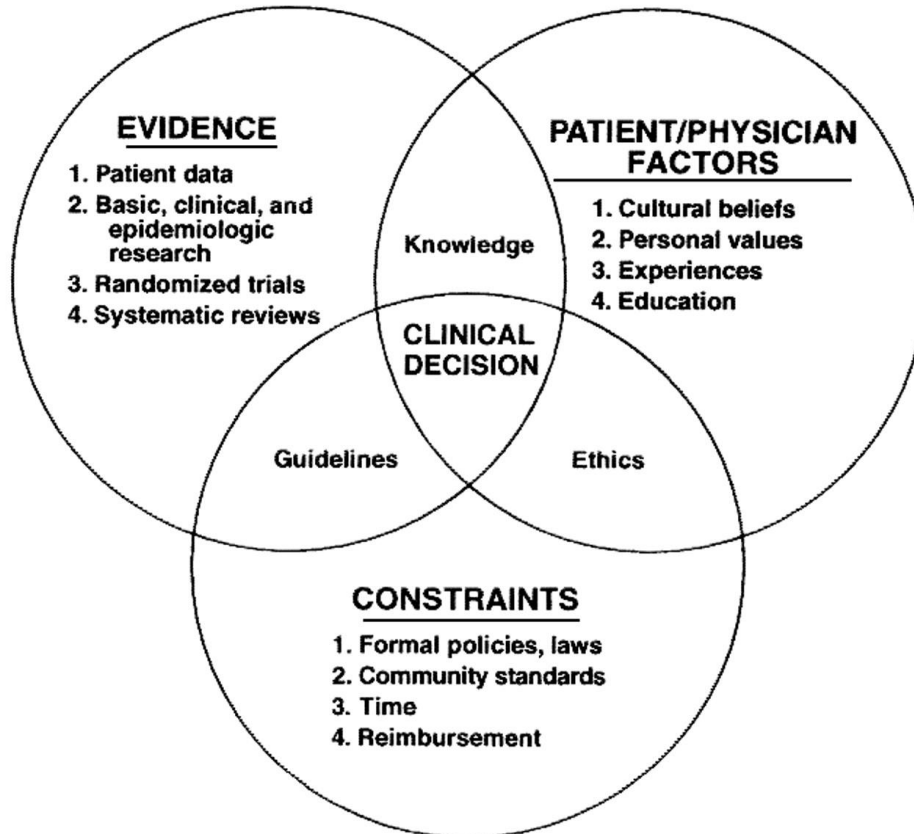 EVIDENCE
1. Patient data
2. Basic, clinical, and
epidemiologic
research
3. Randomized trials
4. Systematic reviews
PATIENT/PHYSICIAN
FACTORS
1. Cultural beliefs
2. Personal values
3. Experiences
4. Education
Knowledge
CLINICAL
DECISION
Guidelines
Ethics
CONSTRAINTS
1. Formal policies, laws
2. Community standards
3. Time
4. Reimbursement